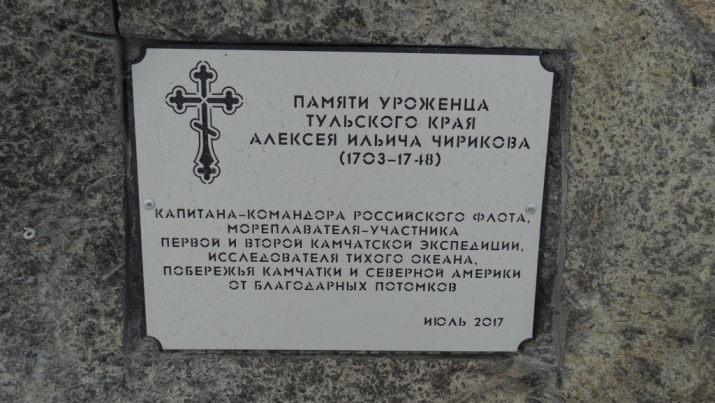 ПАМЯТИ УРОЖЕНЦА
ТУЛЬСКОГО КРАЯ
АЛЕКСЕЯ ИЛЬИЧА ЧИРИКОВА
(1703-1748)
КАПИТАНА-КОМАНДОРА РОССИЙСКОГО ФЛОТА,
МОРЕПЛАВАТЕЛЯ-УЧАСТНИКА
ПЕРВОЙ И ВТОРОЙ КАМЧАТСКОЙ ЭКСПЕДИЦИИ,
ИССЛЕДОВАТЕЛЯ ТИХОГО ОКЕАНА,
ПОБЕРЕЖЬЯ КАМЧАТКИ И СЕВЕРНОЙ АМЕРИКИ
ОТ БЛАГОДАРНЫХ ПОТОМКОВ
ИЮЛЬ 2017